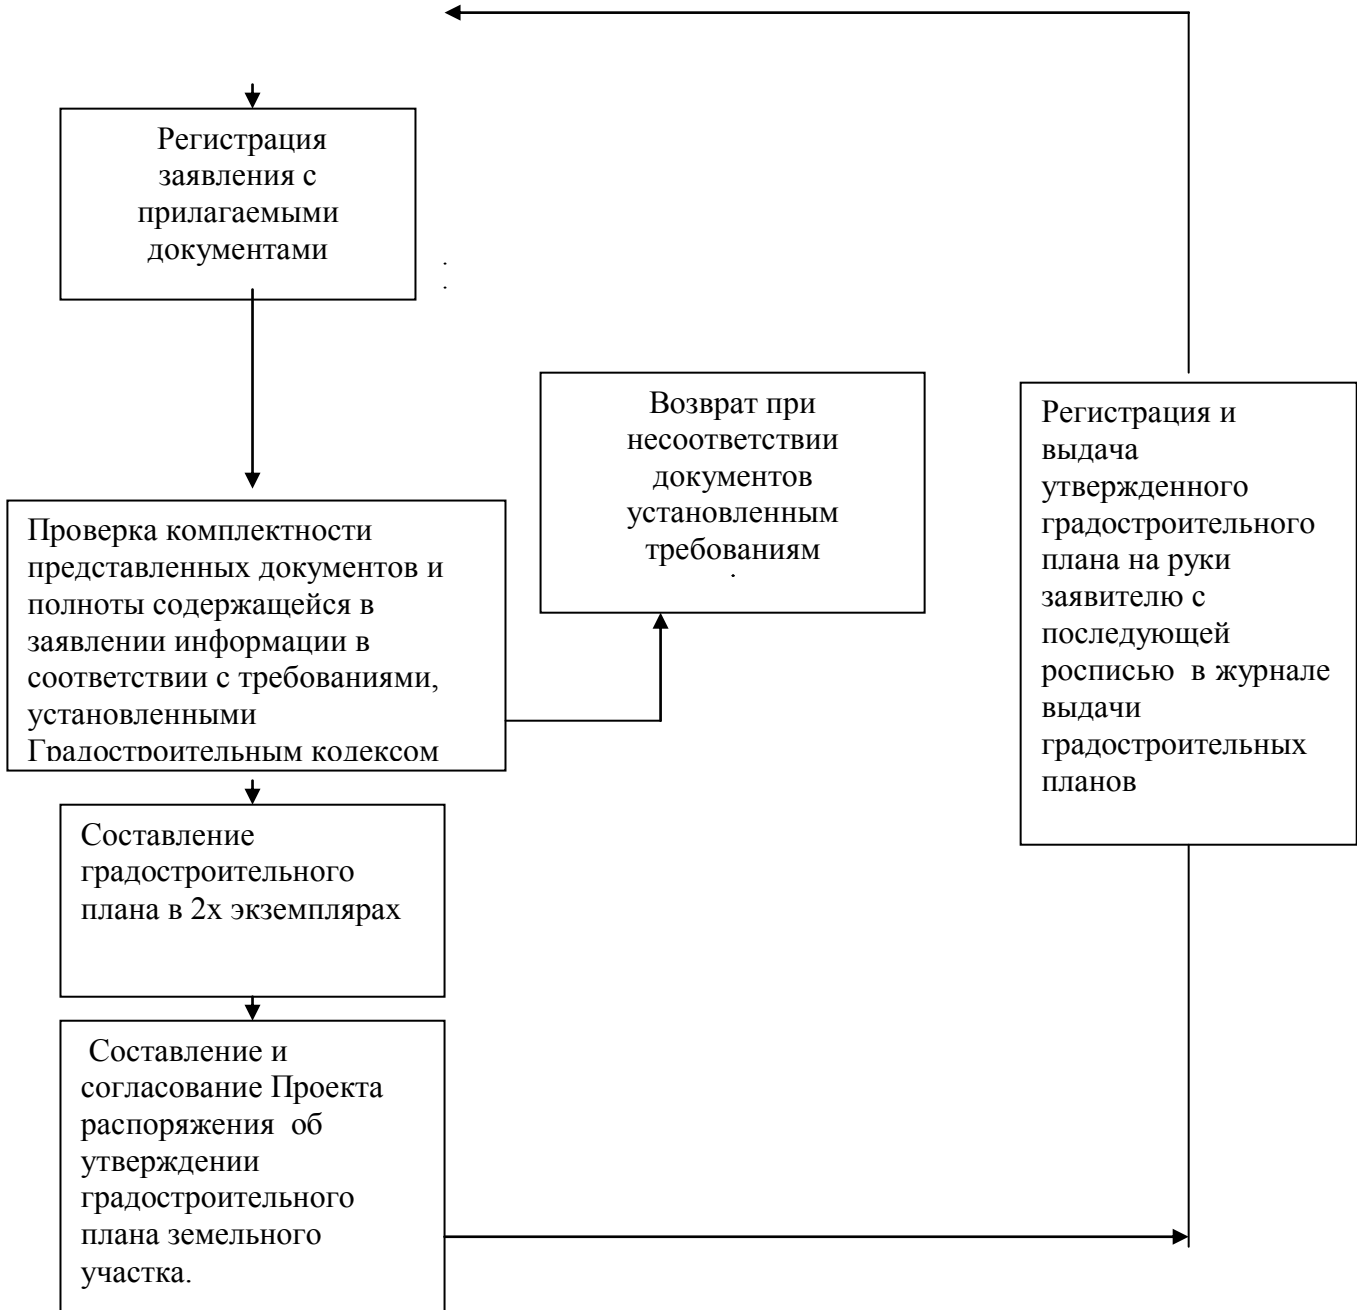 Регистрация
заявления с
прилагаемыми
документами
Возврат при
несоответствии
документов
установленным
требованиям
.
Проверка комплектности
представленных документов и
полноты содержащейся в
заявлении информации в
соответствии с требованиями,
установленными
Градостроительным кодексом
Составление
градостроительного
плана в 2х экземплярах
Составление и
согласование Проекта
распоряжения об
утверждении
градостроительного
плана земельного
участка.
Регистрация и
выдача
утвержденного
градостроительного
плана на руки
заявителю с
последующей
росписью в журнале
выдачи
градостроительных
планов